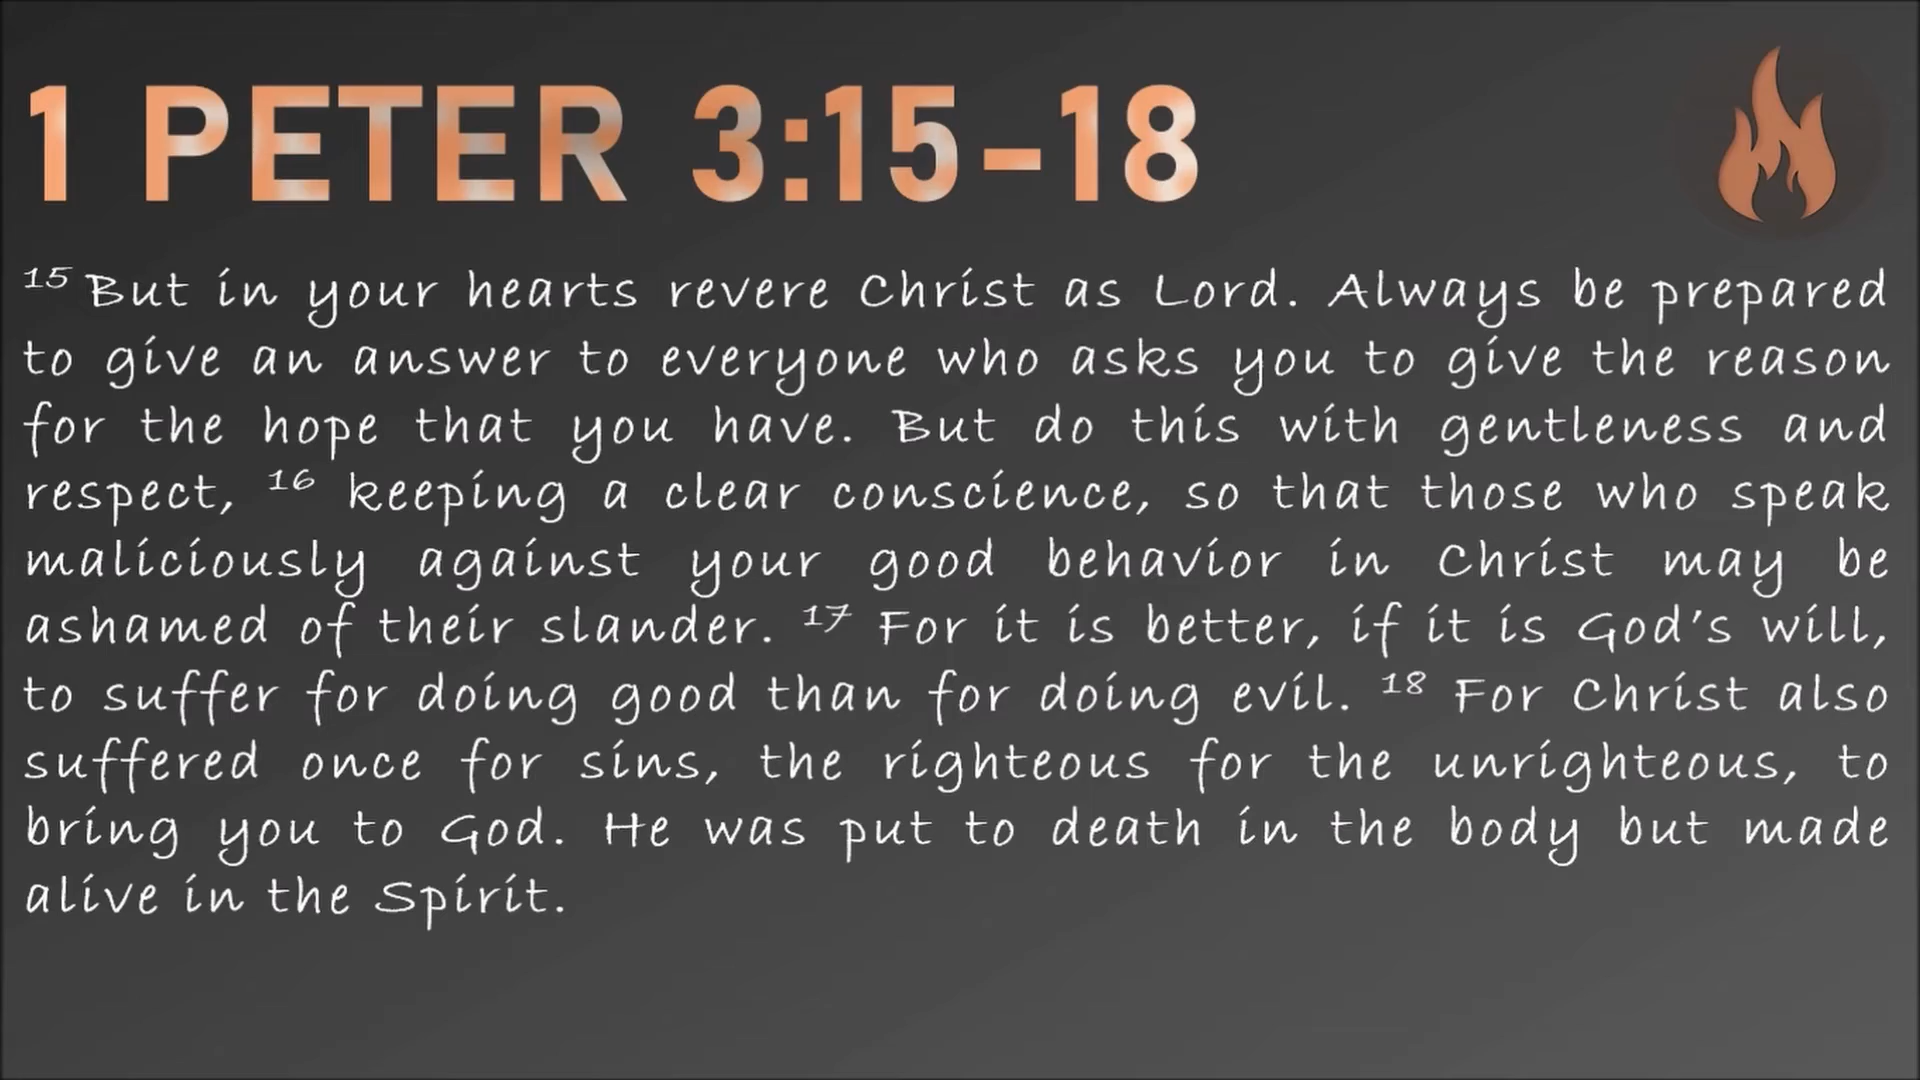 1 PETER 3:15-18
15 But in your hearts revere Christ as Lord. Always be prepared
to give an answer to everyone who asks you to give the reason
for the hope that you have. But do this with gentleness and
respect, 16 keeping a clear conscience, so that those who speak
maliciously against your good behavior in Christ may be
ashamed of their slander. 17 For it is better, if it is God's will,
to suffer for doing good than for doing evil. 18 For Christ also
suffered once for sins, the righteous for the unrighteous, to
bring you to God. He was put to death in the body but made
alive in the Spirit.